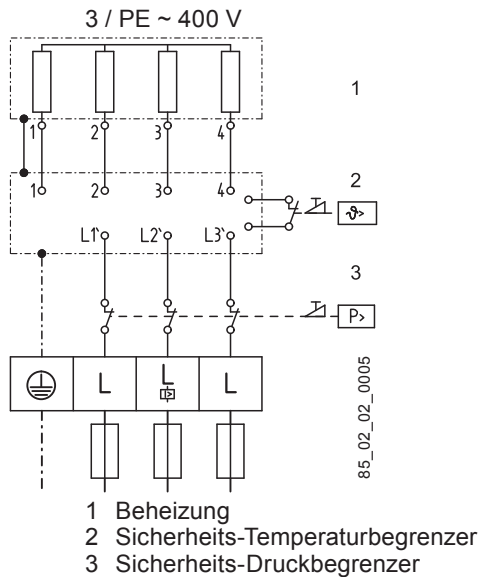 3 / PE ~ 400 V
1
1 2 3 4
1 2 3 4
2
ϑ>
L1` L2` L3`
3
P>
L L L
85_02_02_0005
1 Beheizung
2 Sicherheits-Temperaturbegrenzer
3 Sicherheits-Druckbegrenzer